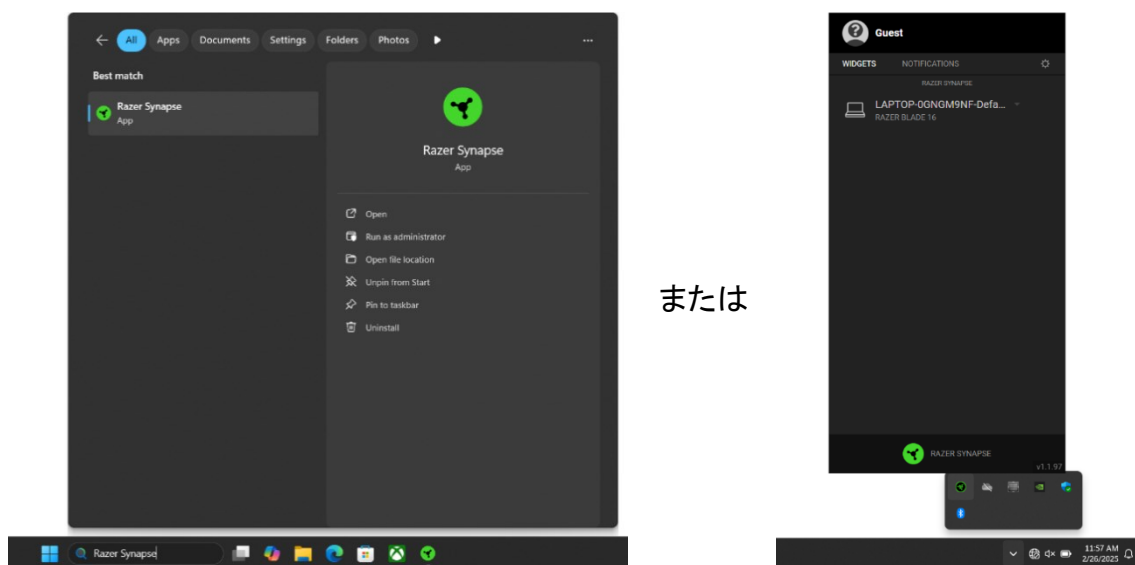 All Apps Documents Settings Folders Photos
Best match
Razer Synapse
App
Razer Synapse
App
Open
Run as administrator
Open file location
Unpin from Start
Pin to taskbar
Uninstall
Razer Synapse
または
Guest
WIDGETS NOTIFICATIONS
RAZER SYNAPSE
LAPTOP-0GNGM9NF-Defa...
RAZER BLADE 16
RAZER SYNAPSE
v1.1.97
11:57 AM
2/26/2025